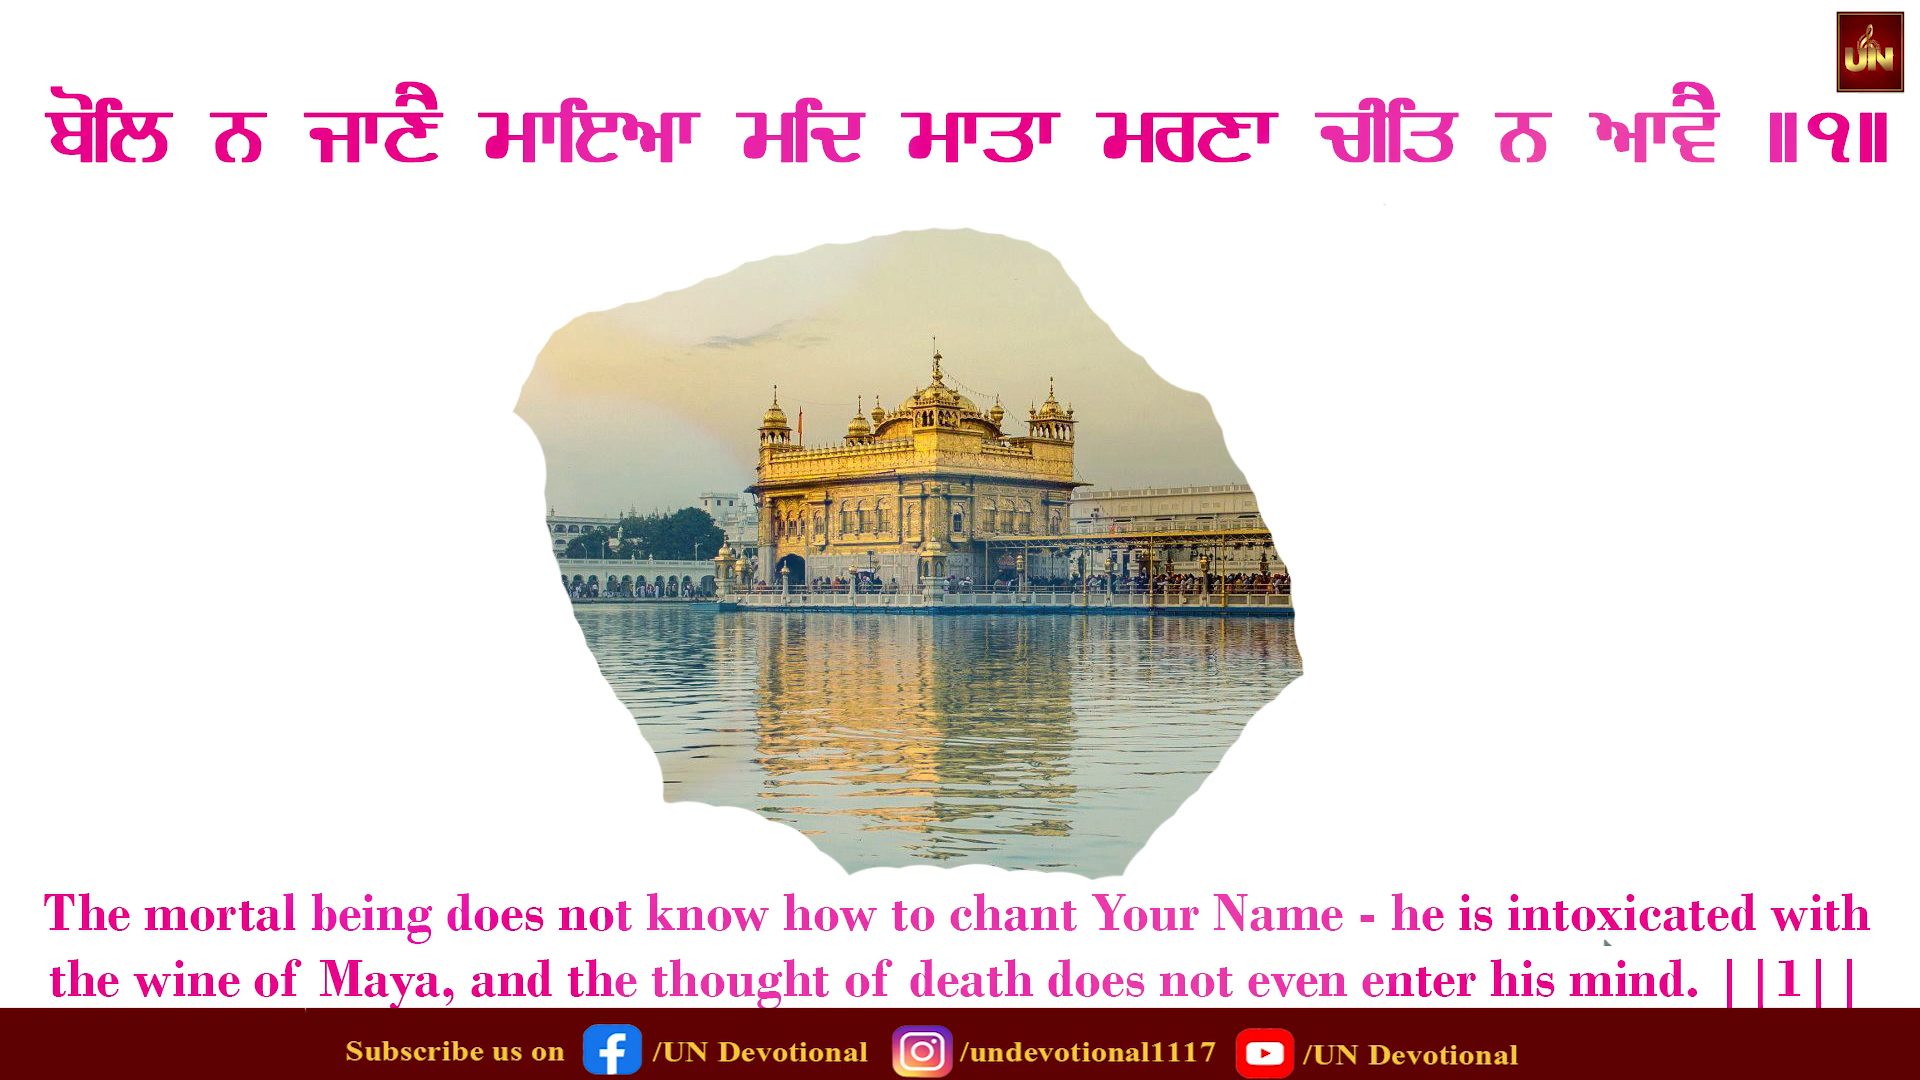 UN
ਬੋਲਿ ਨ ਜਾਣੈ ਮਾਇਆ ਮਦਿ ਮਾਤਾ ਮਰਣਾ ਚੀਤਿ ਨ ਆਵੈ ॥੧॥
The mortal being does not know how to chant Your Name - he is intoxicated with
the wine of Maya, and the thought of death does not even enter his mind. ||1||
Subscribe us on /UN Devotional /undevotional1117 /UN Devotional